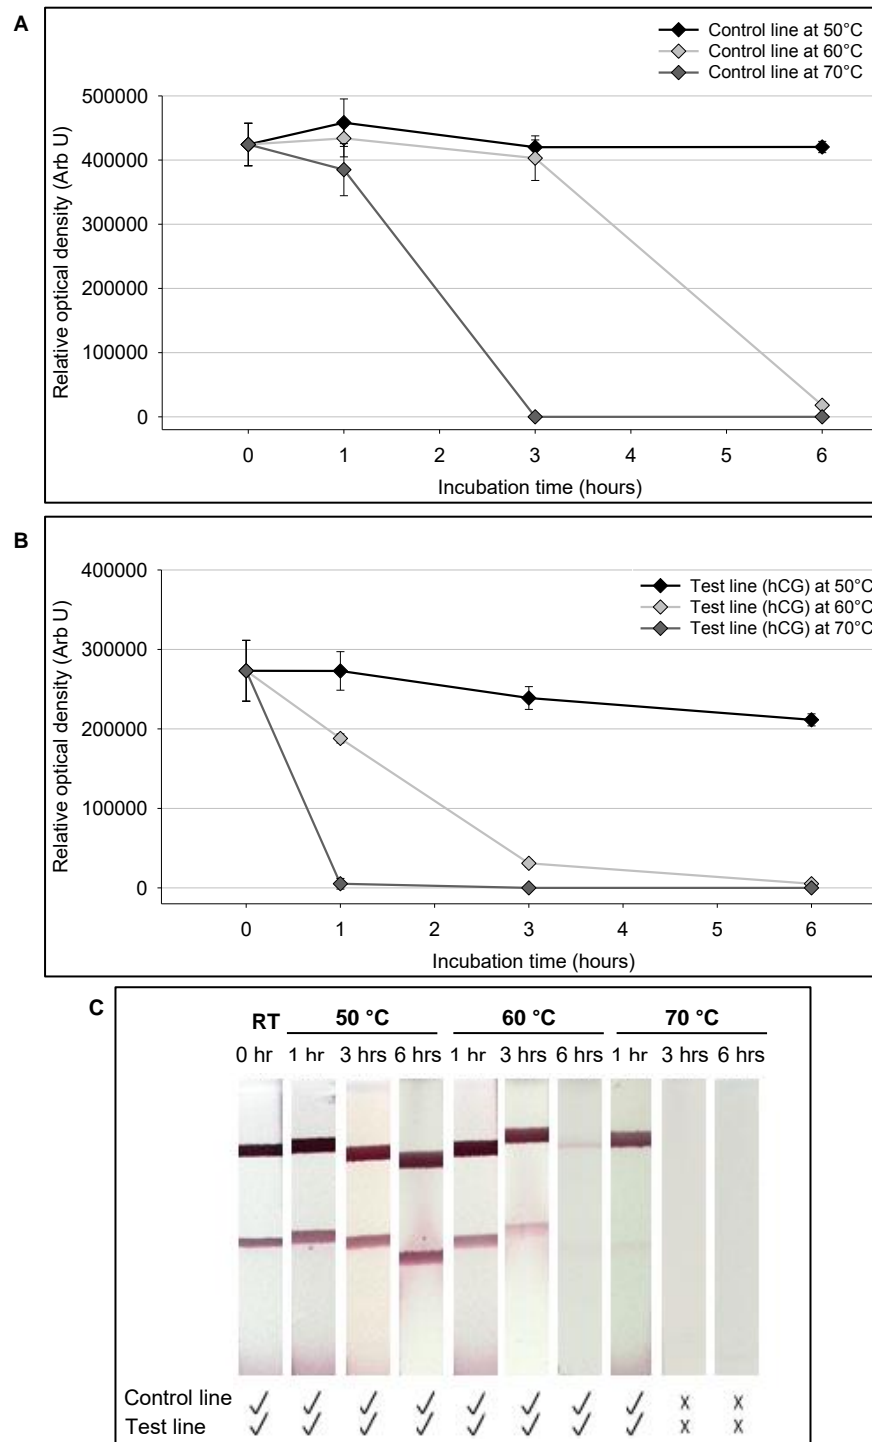 A
Control line at 50°C
Control line at 60°C
Control line at 70°C
Relative optical density (Arb U)
500000
400000
300000
200000
100000
0
0 1 2 3 4 5 6
Incubation time (hours)
B
Test line (hCG) at 50°C
Test line (hCG) at 60°C
Test line (hCG) at 70°C
Relative optical density (Arb U)
400000
300000
200000
100000
0
0 1 2 3 4 5 6
Incubation time (hours)
C
RT 50 °C 60 °C 70 °C
0 hr 1 hr 3 hrs 6 hrs 1 hr 3 hrs 6 hrs 1 hr 3 hrs 6 hrs
Control line ✓ ✓ ✓ ✓ ✓ ✓ ✓ ✓ x x
Test line ✓ ✓ ✓ ✓ ✓ ✓ ✓ ✓ x x